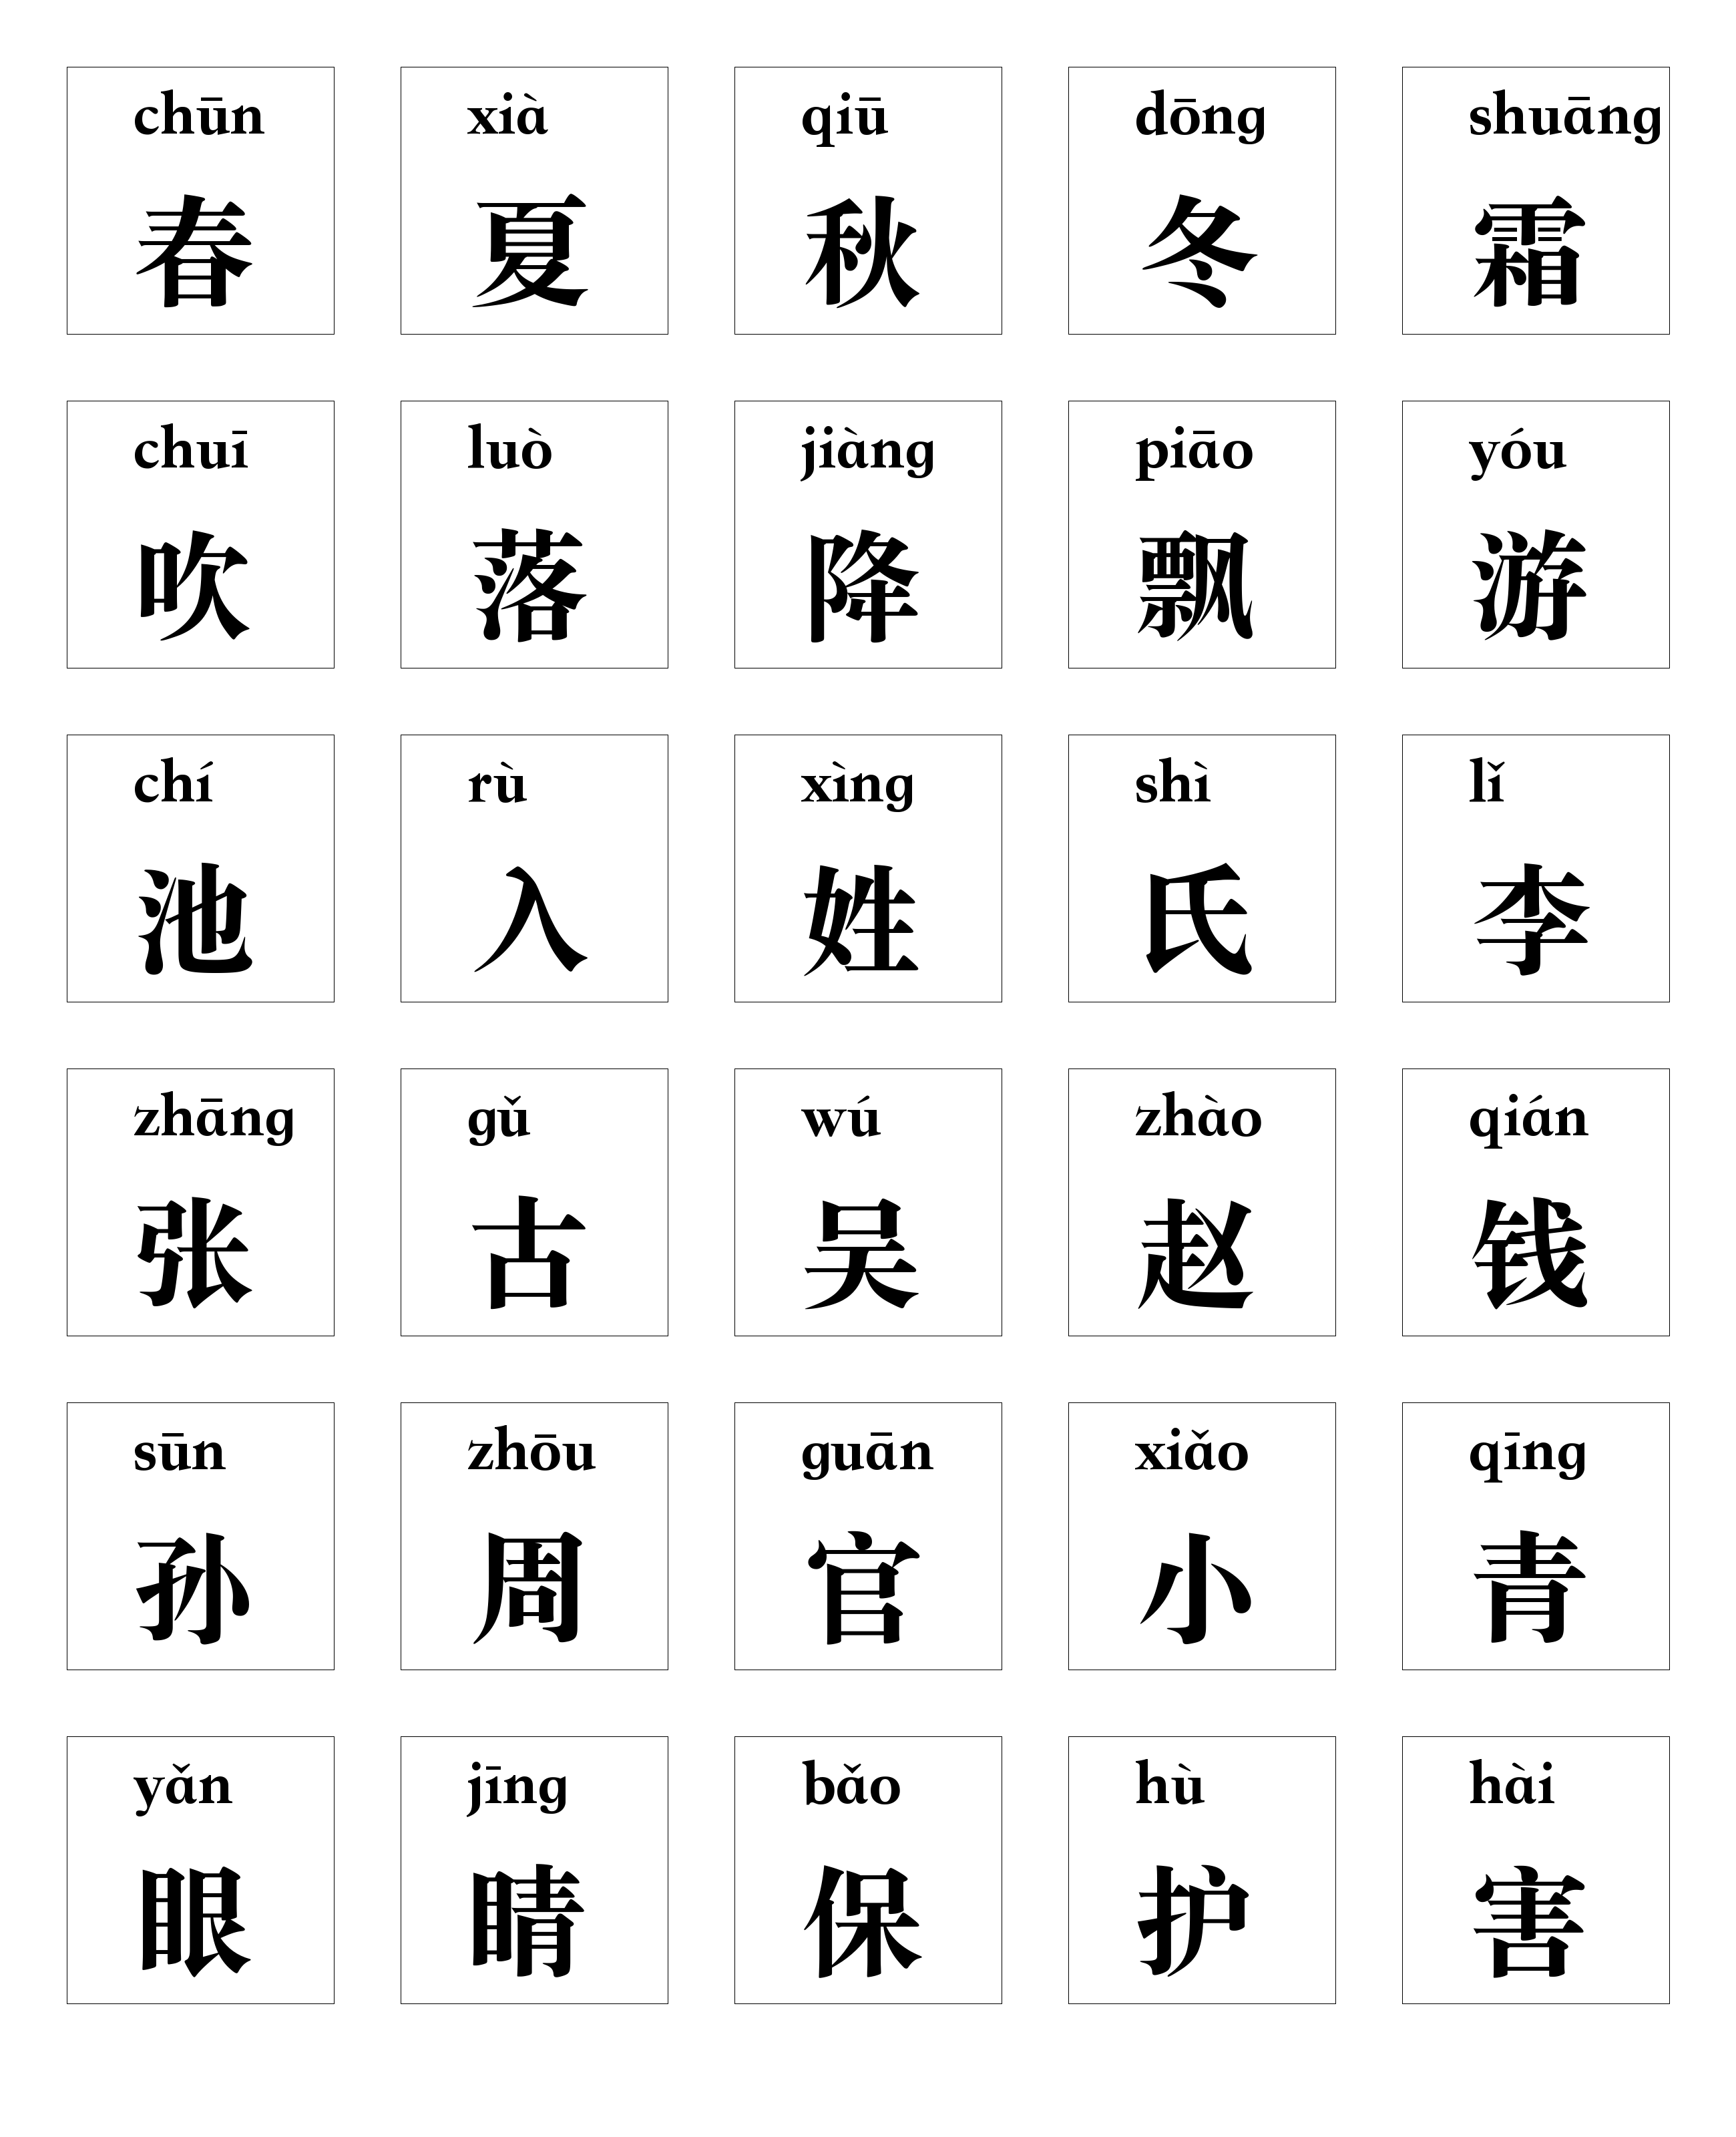 chūn xià qiū dōng shuāng
春 夏 秋 冬 霜
chuī luò jiàng piāo yóu
吹 落 降 飘 游
chí rù xìng shì lǐ
池 入 姓 氏 李
zhāng gǔ wú zhào qián
张 古 吴 赵 钱
sūn zhōu guān xiǎo qīng
孙 周 官 小 青
yǎn jīng bǎo hù hài
眼 睛 保 护 害